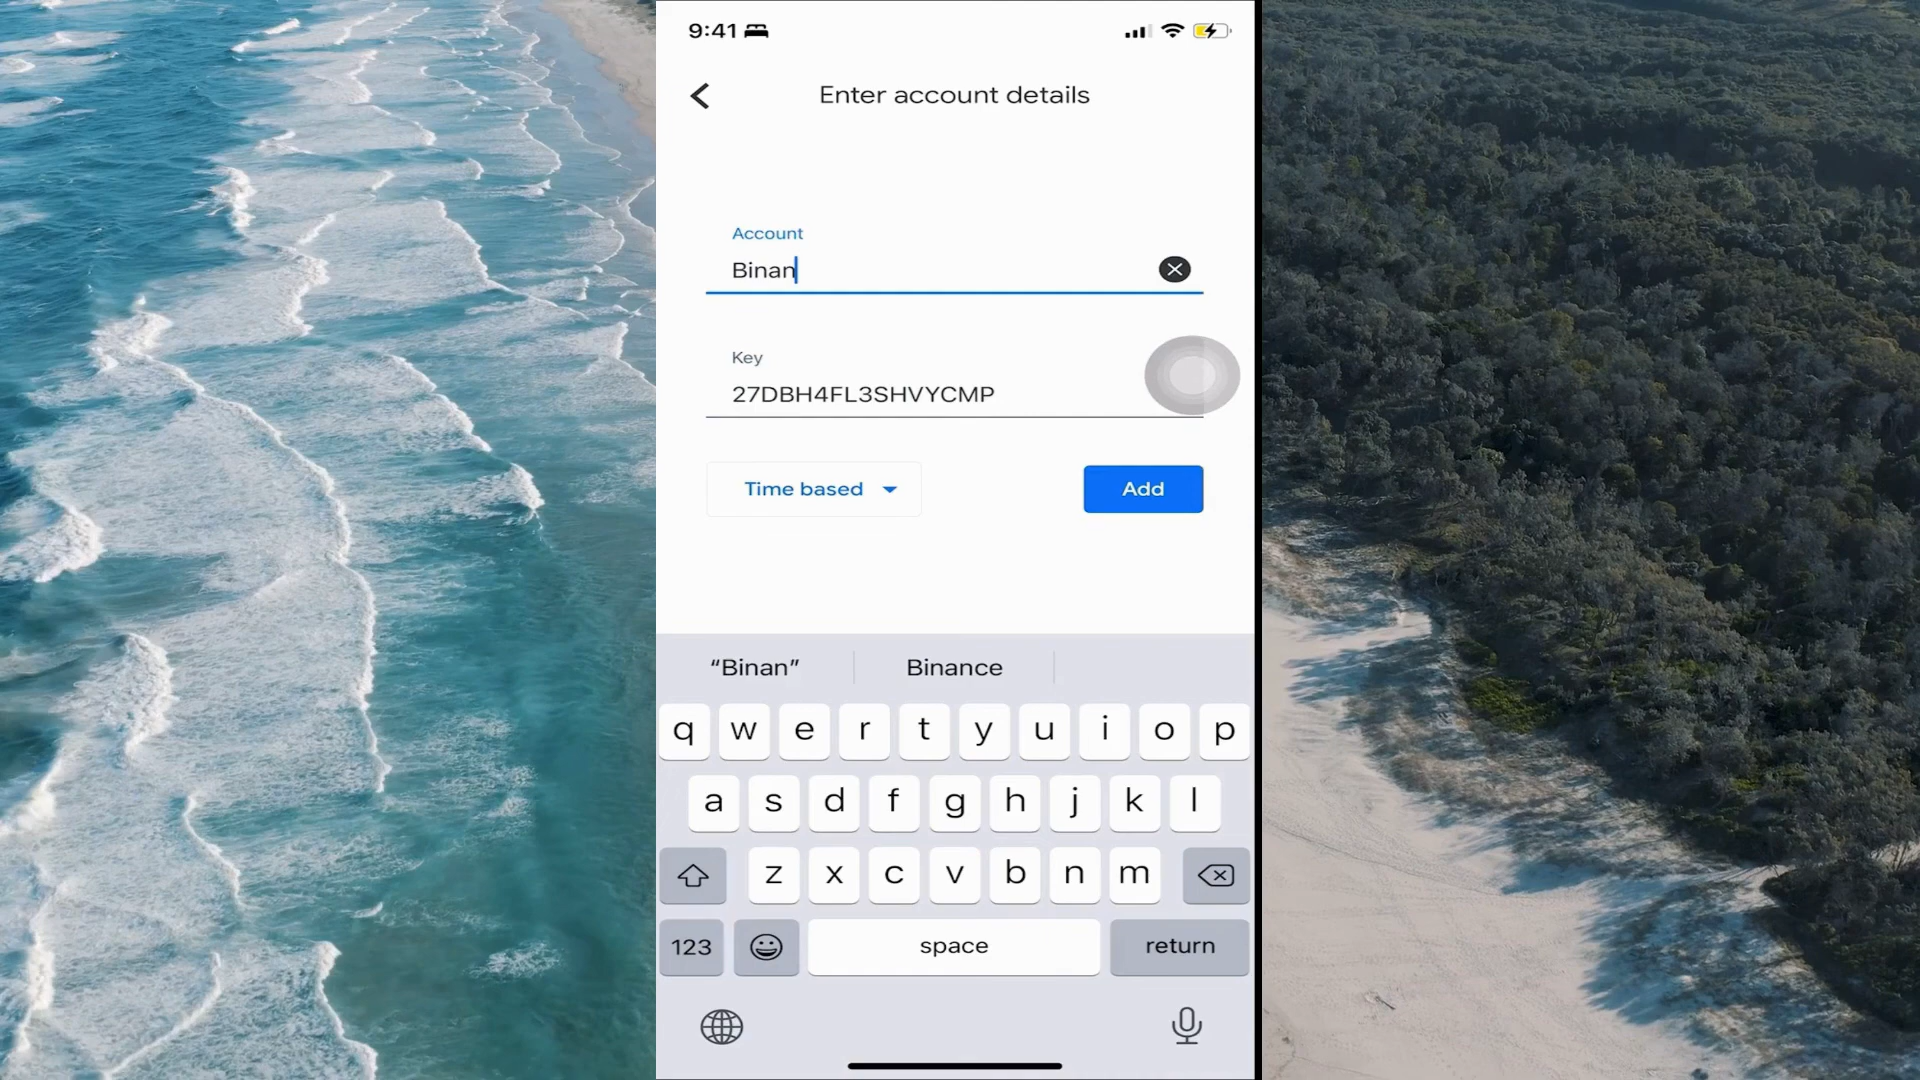 9:41
Enter account details
Account
Binan
Key
27DBH4FL3SHVYCMP
Time based
Add
“Binan”
Binance
q w e r t y u i o p
a s d f g h j k l
z x c v b n m
123 space return